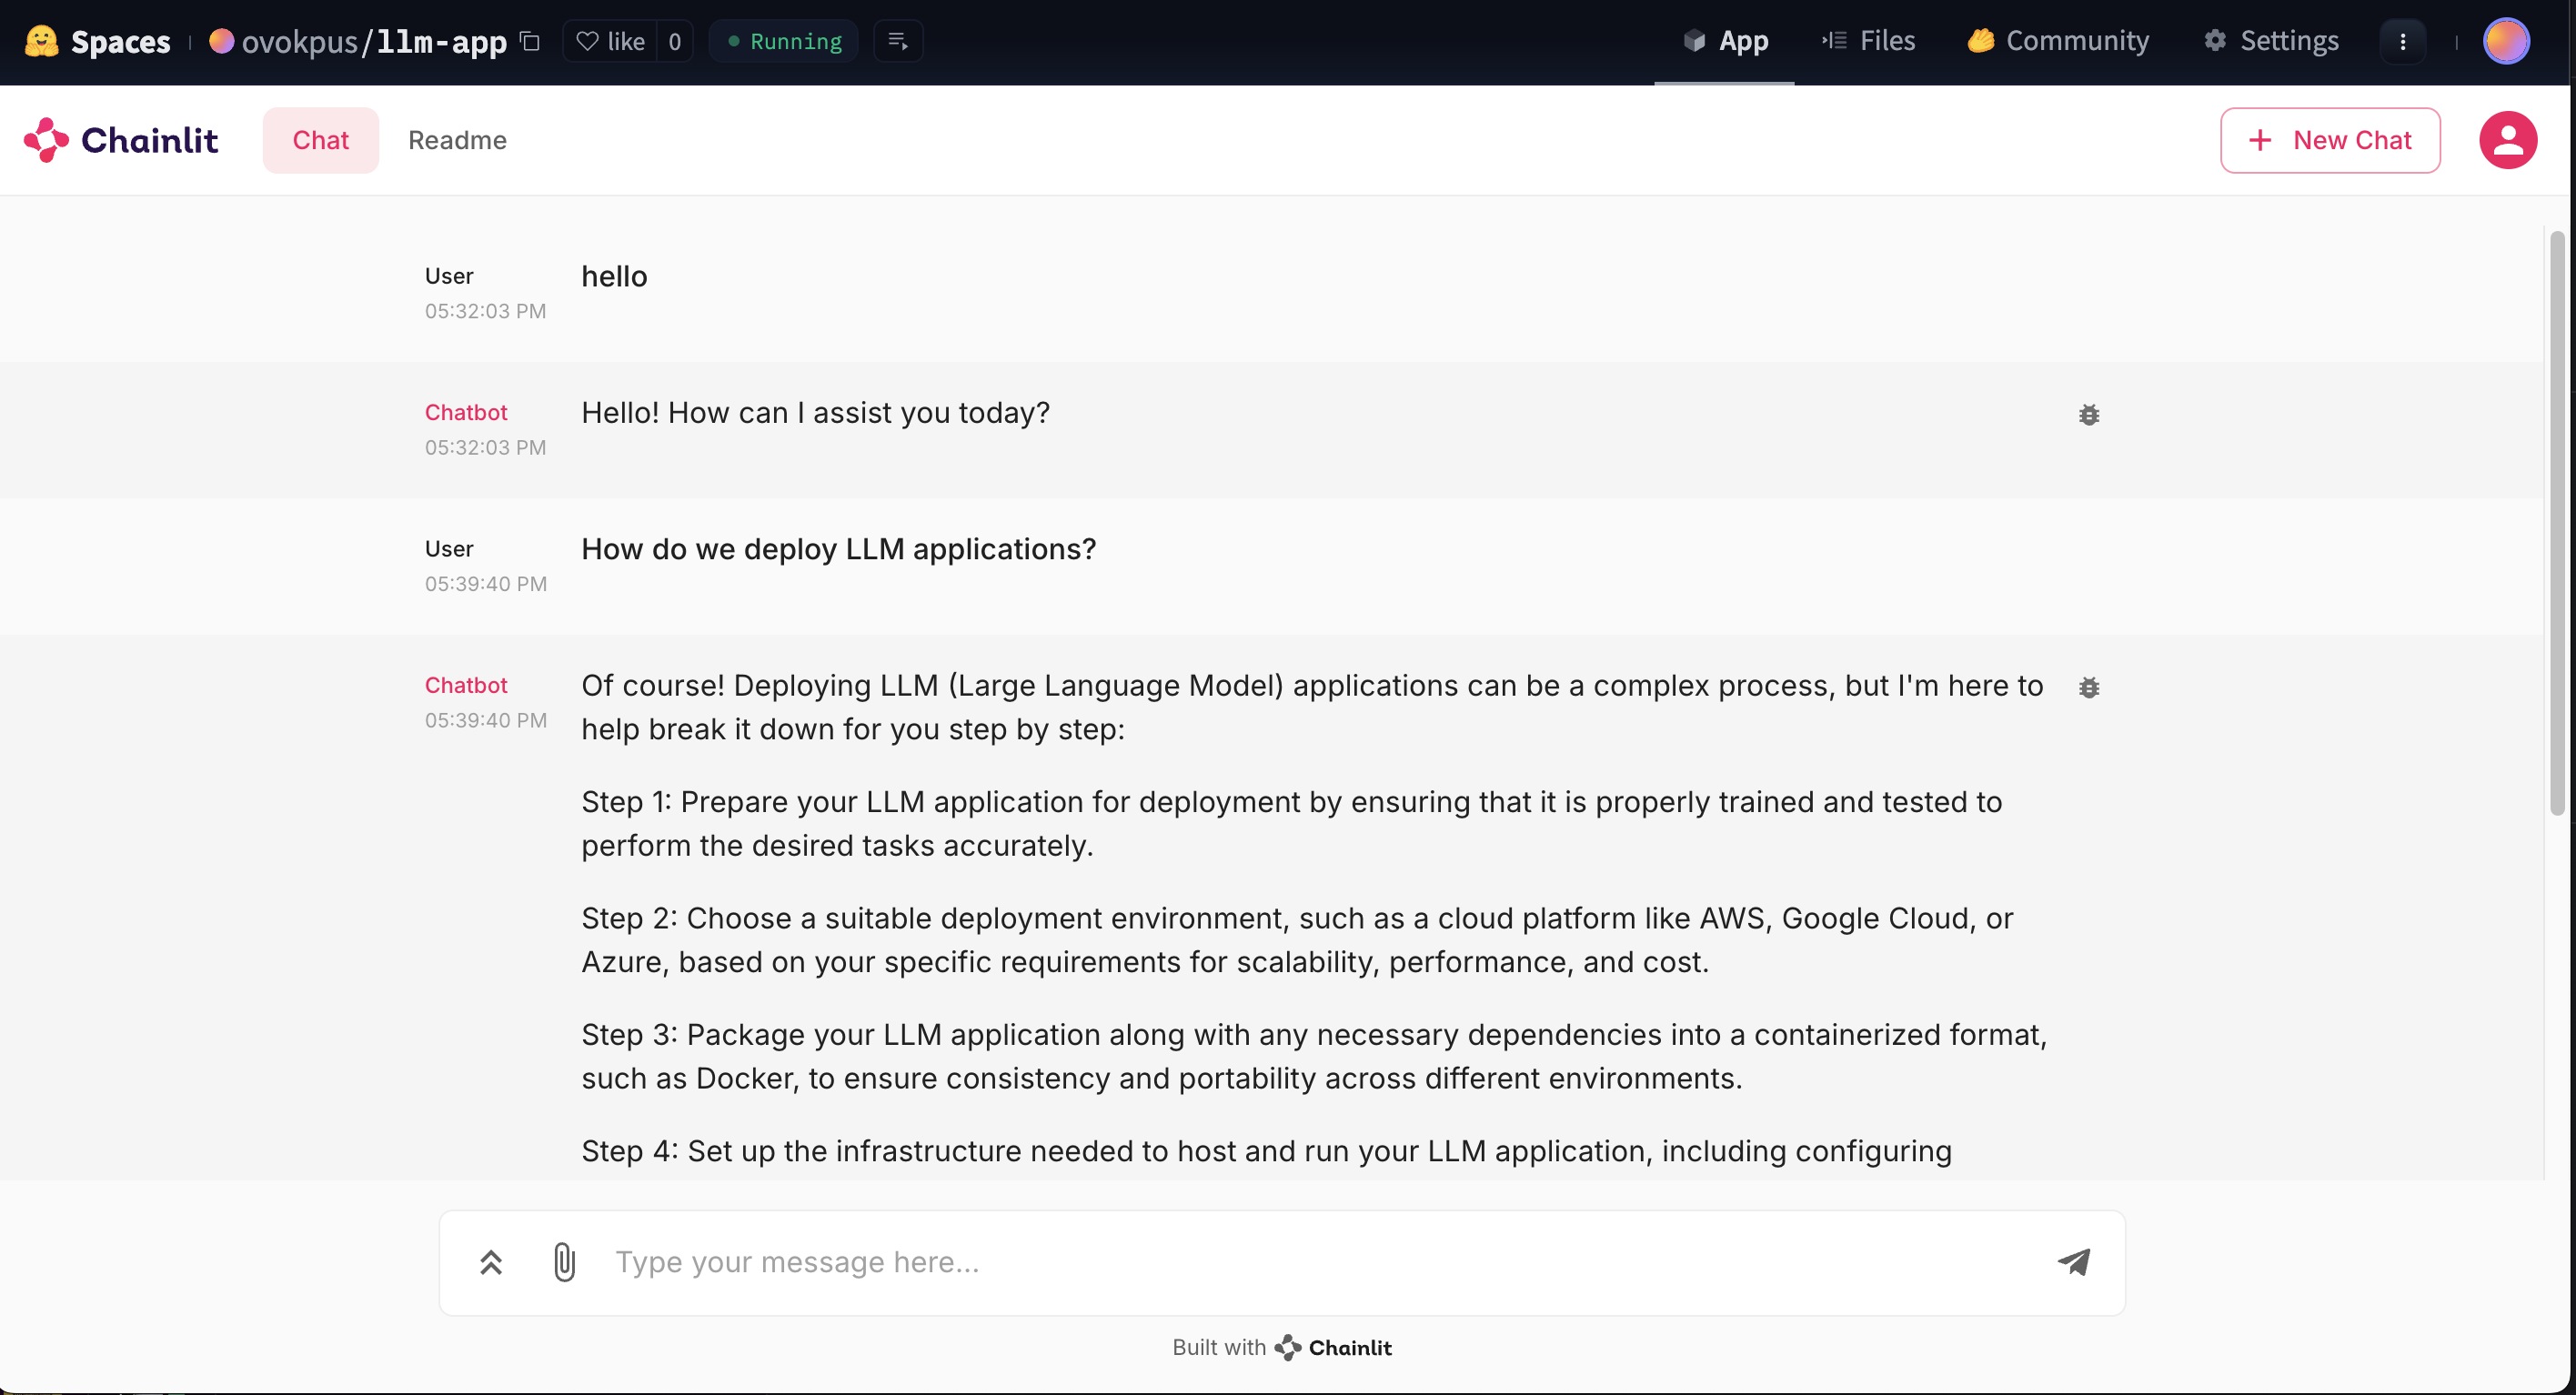 Spaces ovokpus/llm-app like 0 Running App Files Community Settings
Chainlit Chat Readme + New Chat
User hello
05:32:03 PM
Chatbot Hello! How can I assist you today?
05:32:03 PM
User How do we deploy LLM applications?
05:39:40 PM
Chatbot Of course! Deploying LLM (Large Language Model) applications can be a complex process, but I'm here to
05:39:40 PM help break it down for you step by step:
Step 1: Prepare your LLM application for deployment by ensuring that it is properly trained and tested to
perform the desired tasks accurately.
Step 2: Choose a suitable deployment environment, such as a cloud platform like AWS, Google Cloud, or
Azure, based on your specific requirements for scalability, performance, and cost.
Step 3: Package your LLM application along with any necessary dependencies into a containerized format,
such as Docker, to ensure consistency and portability across different environments.
Step 4: Set up the infrastructure needed to host and run your LLM application, including configuring
Type your message here...
Built with Chainlit